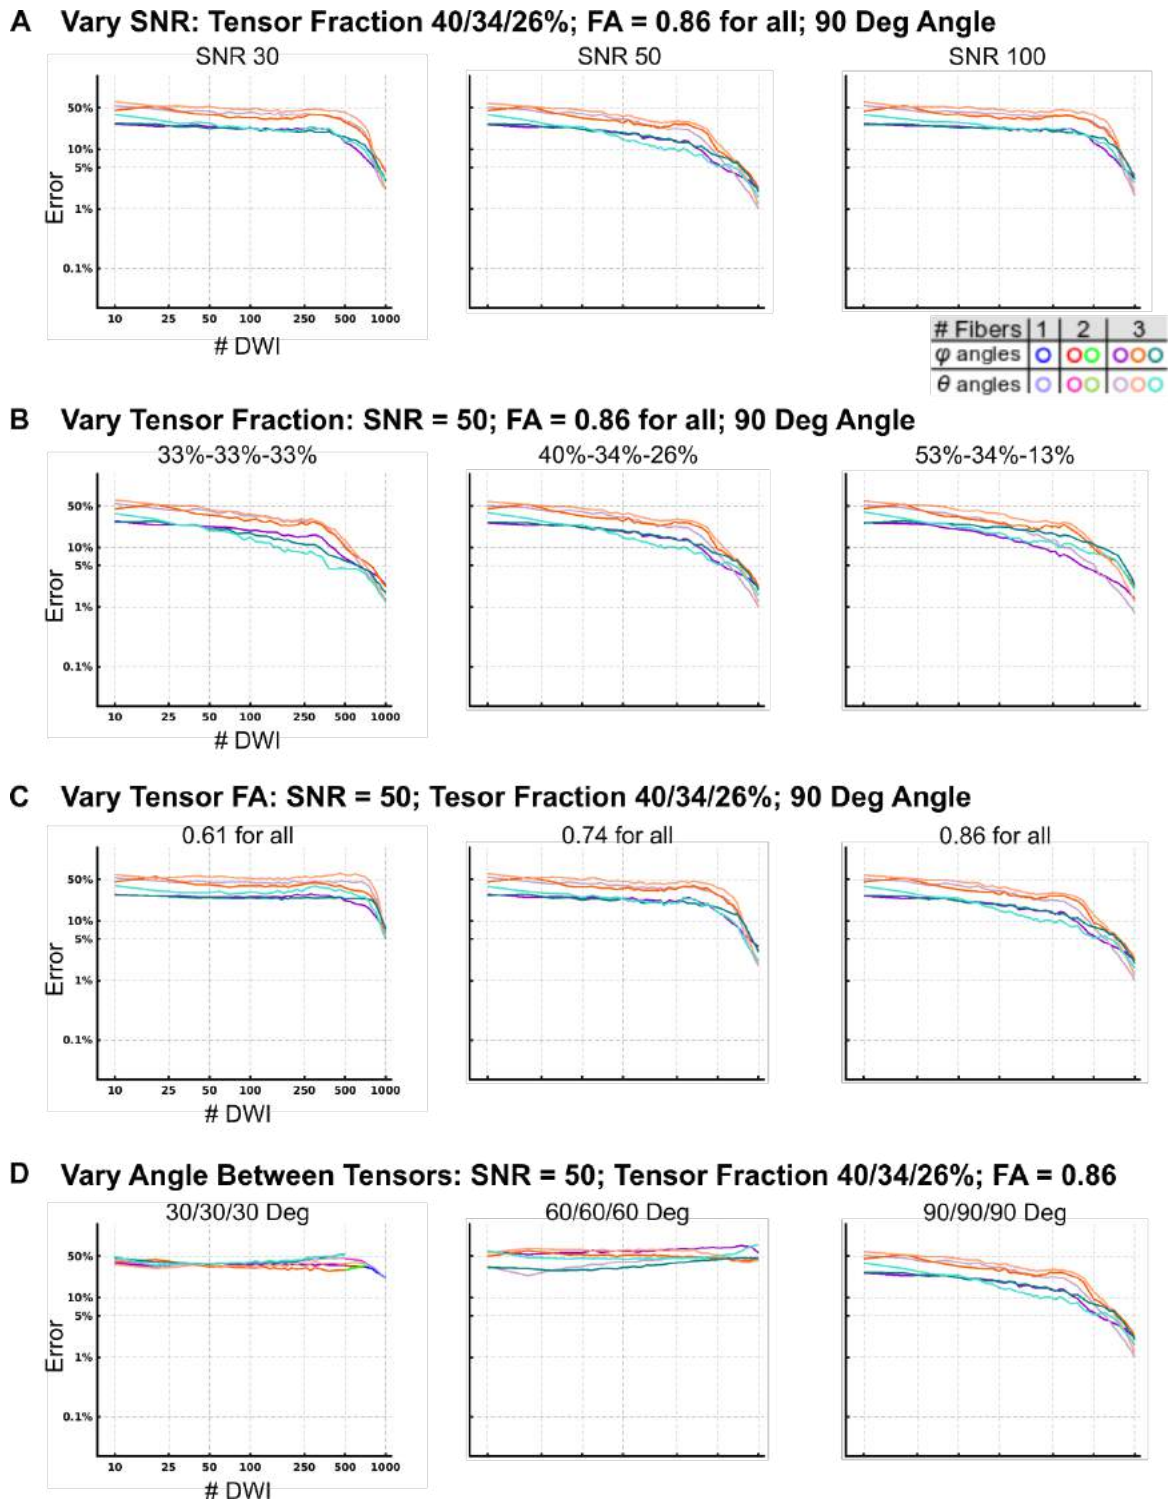 A Vary SNR: Tensor Fraction 40/34/26%; FA = 0.86 for all; 90 Deg Angle
SNR 30 SNR 50 SNR 100
50%
10%
5%
1%
0.1%
Error
10 25 50 100 250 500 1000
# DWI
# Fibers 1 2 3
φ angles
θ angles
B Vary Tensor Fraction: SNR = 50; FA = 0.86 for all; 90 Deg Angle
33%-33%-33% 40%-34%-26% 53%-34%-13%
50%
10%
5%
1%
0.1%
Error
10 25 50 100 250 500 1000
# DWI
C Vary Tensor FA: SNR = 50; Tesor Fraction 40/34/26%; 90 Deg Angle
0.61 for all 0.74 for all 0.86 for all
50%
10%
5%
1%
0.1%
Error
10 25 50 100 250 500 1000
# DWI
D Vary Angle Between Tensors: SNR = 50; Tensor Fraction 40/34/26%; FA = 0.86
30/30/30 Deg 60/60/60 Deg 90/90/90 Deg
50%
10%
5%
1%
0.1%
Error
10 25 50 100 250 500 1000
# DWI